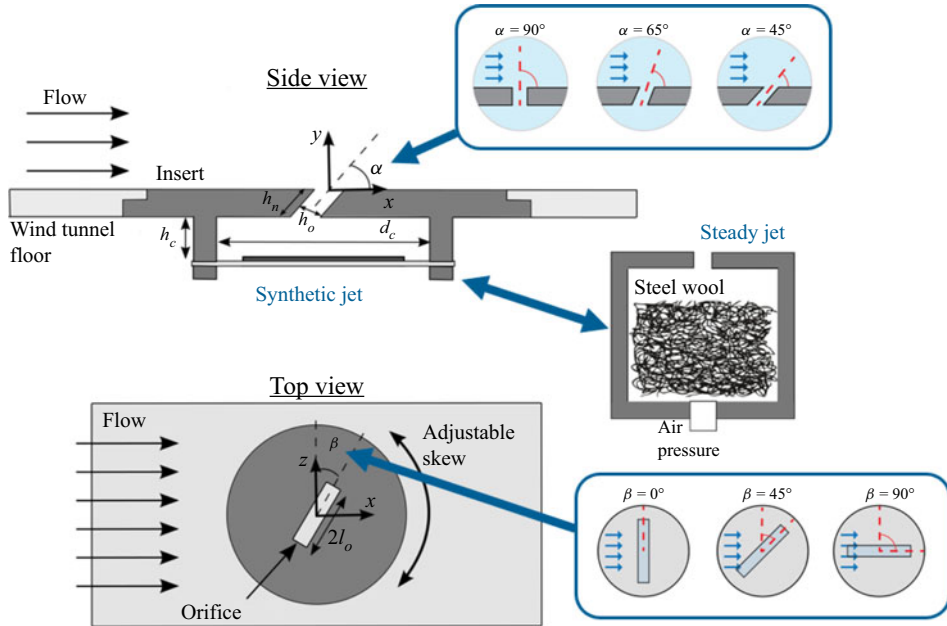 α = 90°
α = 65°
α = 45°
Side view
Flow
y
α
Insert
h_n
x
h_o
Wind tunnel
floor
h_c
d_c
Steady jet
Synthetic jet
Steel wool
Top view
Flow
Adjustable
skew
β
Air
pressure
z
x
β = 0°
β = 45°
β = 90°
2l_o
Orifice